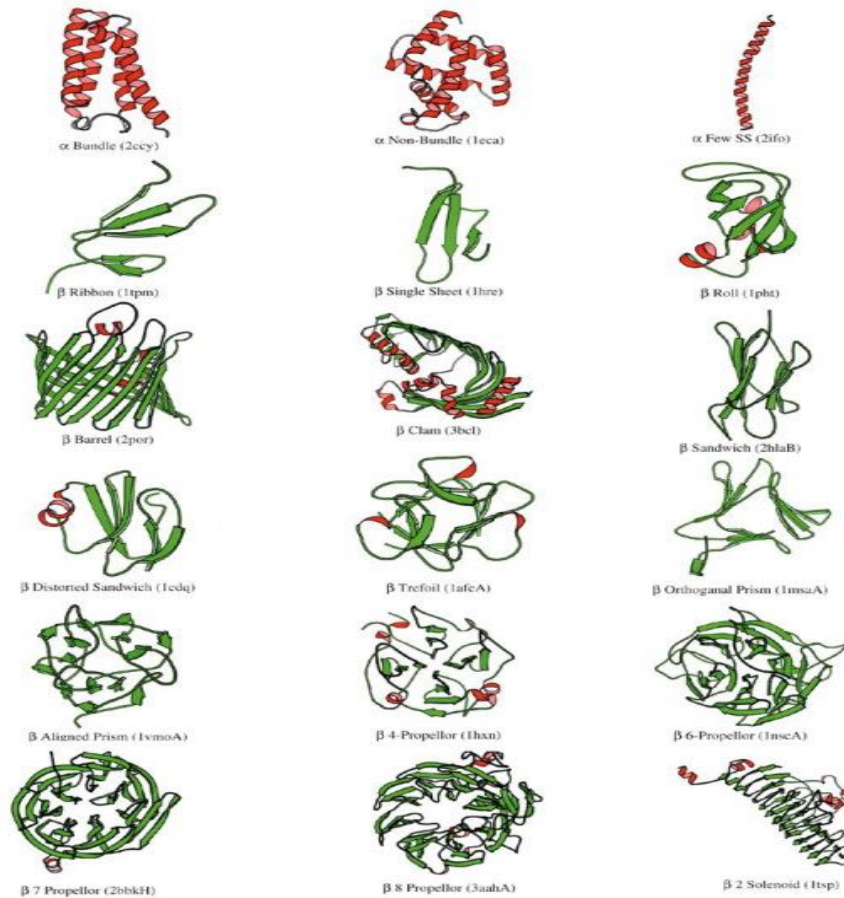 α Bundle (2ccy)
α Non-Bundle (1eca)
α Few SS (2ifo)
β Ribbon (1tpm)
β Single Sheet (1hre)
β Roll (1pht)
β Barrel (2por)
β Clam (3bcl)
β Sandwich (2hlaB)
β Distorted Sandwich (1cdq)
β Trefoil (1afcA)
β Orthoganal Prism (1msaA)
β Aligned Prism (1vmoA)
β 4-Propellor (1hxn)
β 6-Propellor (1nscA)
β 7 Propellor (2bbkH)
β 8 Propellor (3aahA)
β 2 Solenoid (1tsp)